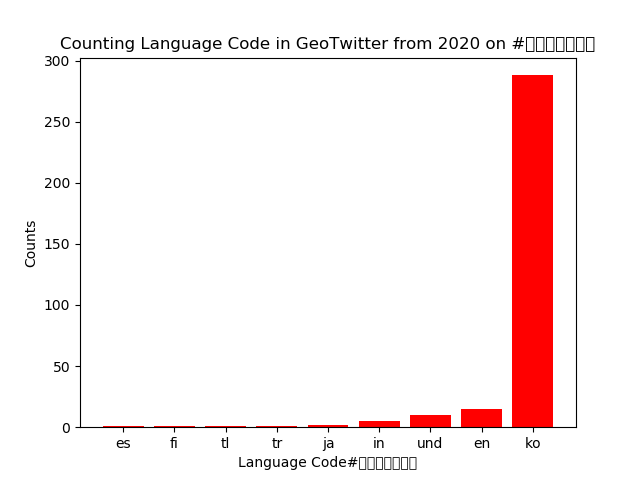 Counting Language Code in GeoTwitter from 2020 on #
300
250
200
150
100
50
0
Counts
es fi tl tr ja in und en ko
Language Code#